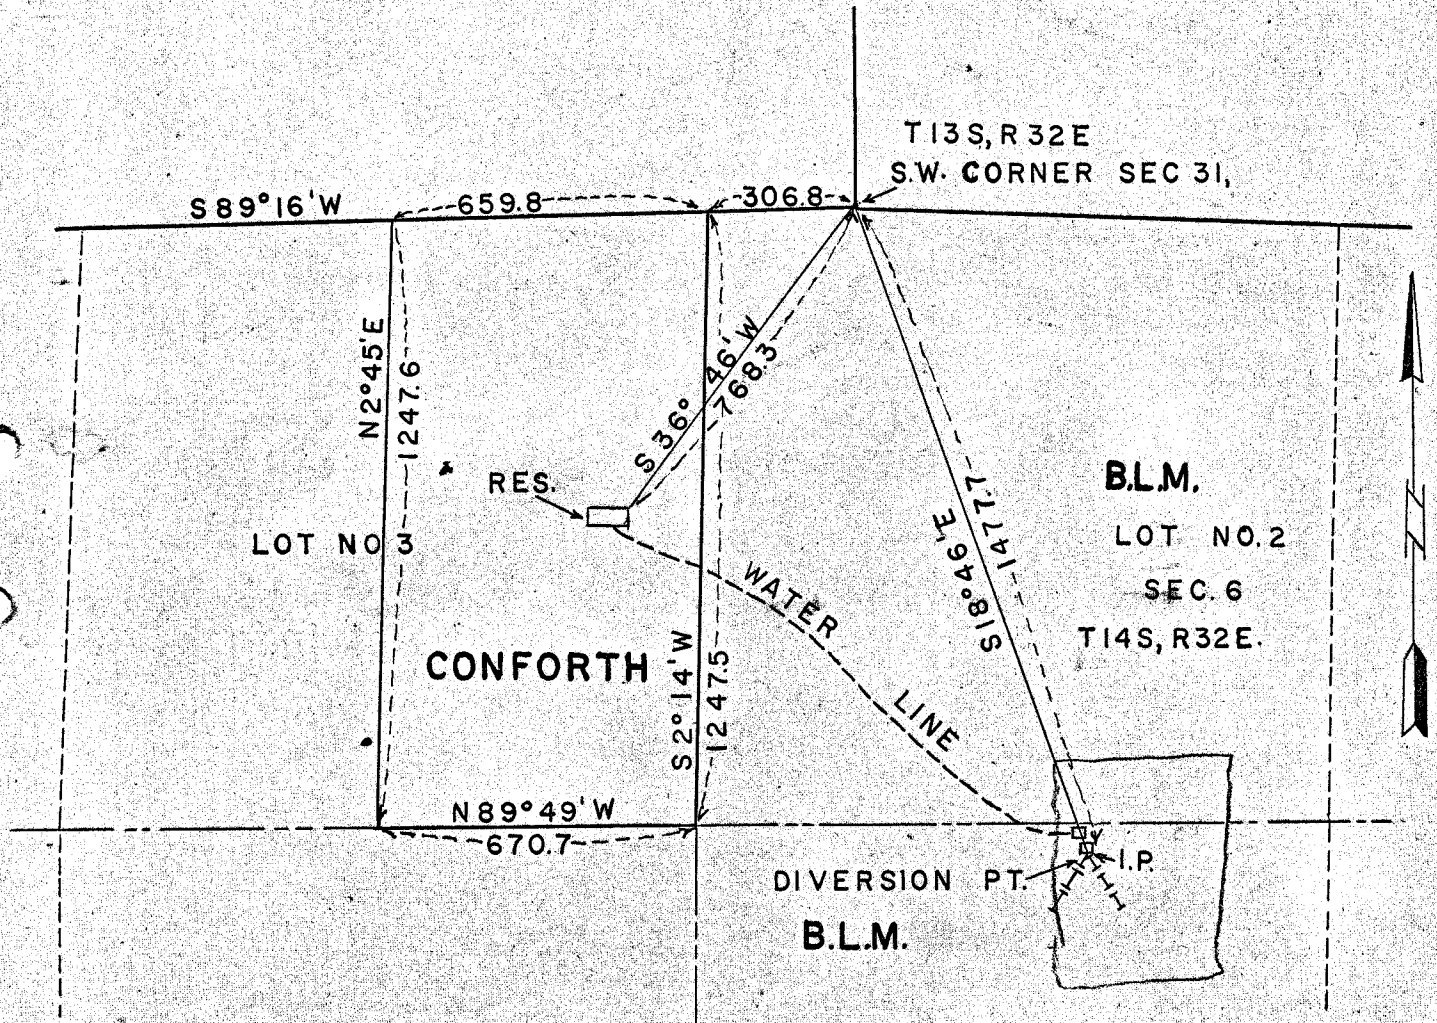 T13S, R32E
S.W. CORNER SEC 31,
S89°16'W
659.8
306.8
N2°45'E
1247.6
S36° 46'W
768.3
RES.
LOT NO 3
CONFORTH
S2°14'W
1247.5
WATER LINE
S18°46'E
1477.7
B.L.M.
LOT NO. 2
SEC. 6
T14S, R32E.
N89°49'W
670.7
DIVERSION PT.
I.P.
B.L.M.
N